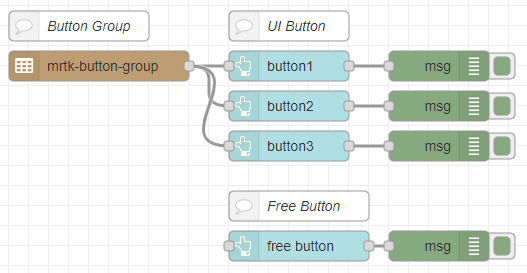 Button Group
UI Button
mrtk-button-group
button1
msg
button2
msg
button3
msg
Free Button
free button
msg